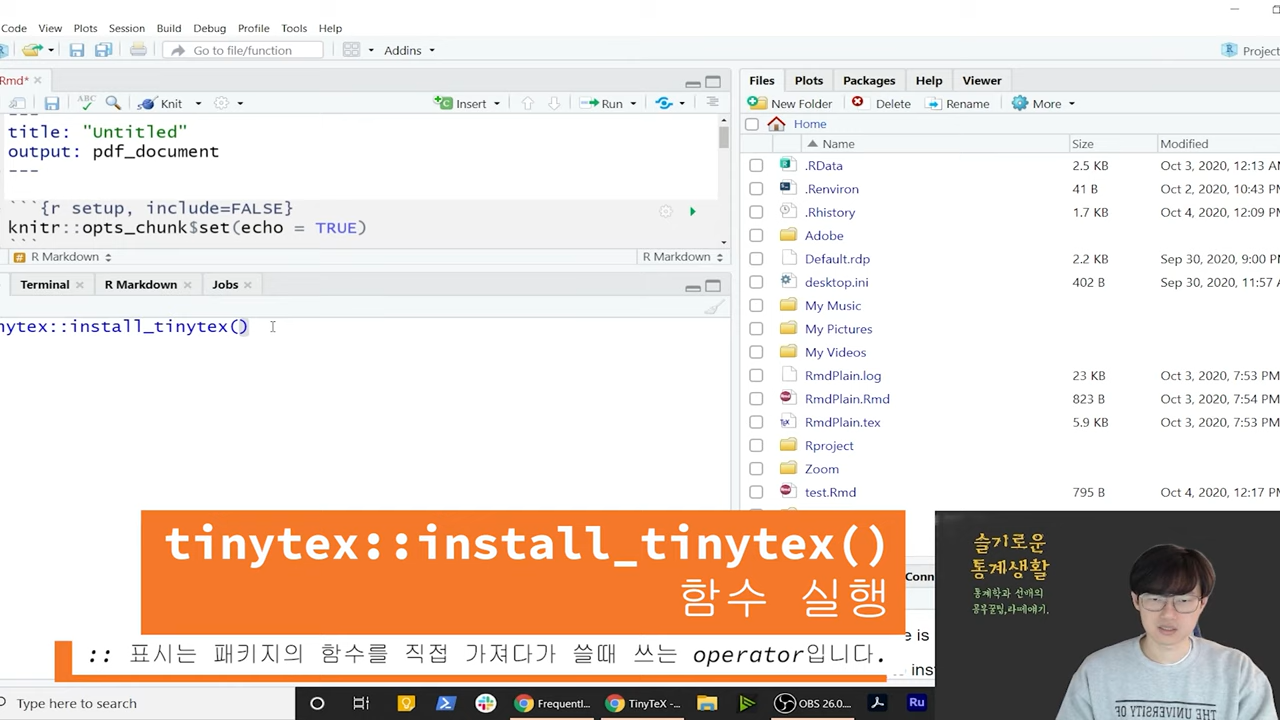 Code View Plots Session Build Debug Profile Tools Help
Go to file/function Addins Project
Rmd*
Knit Insert Run
---
title: "Untitled"
output: pdf_document
---
```{r setup, include=FALSE}
knitr::opts_chunk$set(echo = TRUE)
```
# R Markdown R Markdown
Terminal R Markdown Jobs
nytex::install_tinytex()
Files Plots Packages Help Viewer
New Folder Delete Rename More
Home
Name Size Modified
.RData 2.5 KB Oct 3, 2020, 12:13 AM
.Renviron 41 B Oct 2, 2020, 10:43 PM
.Rhistory 1.7 KB Oct 4, 2020, 12:09 PM
Adobe
Default.rdp 2.2 KB Sep 30, 2020, 9:00 PM
desktop.ini 402 B Sep 30, 2020, 11:57
My Music
My Pictures
My Videos
RmdPlain.log 23 KB Oct 3, 2020, 7:53 PM
RmdPlain.Rmd 823 B Oct 3, 2020, 7:54 PM
RmdPlain.tex 5.9 KB Oct 3, 2020, 7:53 PM
Rproject
Zoom
test.Rmd 795 B Oct 4, 2020, 12:17 PM
tinytex::install_tinytex()
함수 실행
:: 표시는 패키지의 함수를 직접 가져다가 쓸때 쓰는 operator입니다.
Conn
e is
to inst
슬기로운
통계생활
통계학과 선배의
공부꿀팁, 라떼얘기.
THE UNIVERSITY OF
Type here to search Frequentl... TinyTeX -... OBS 26.0... Ru